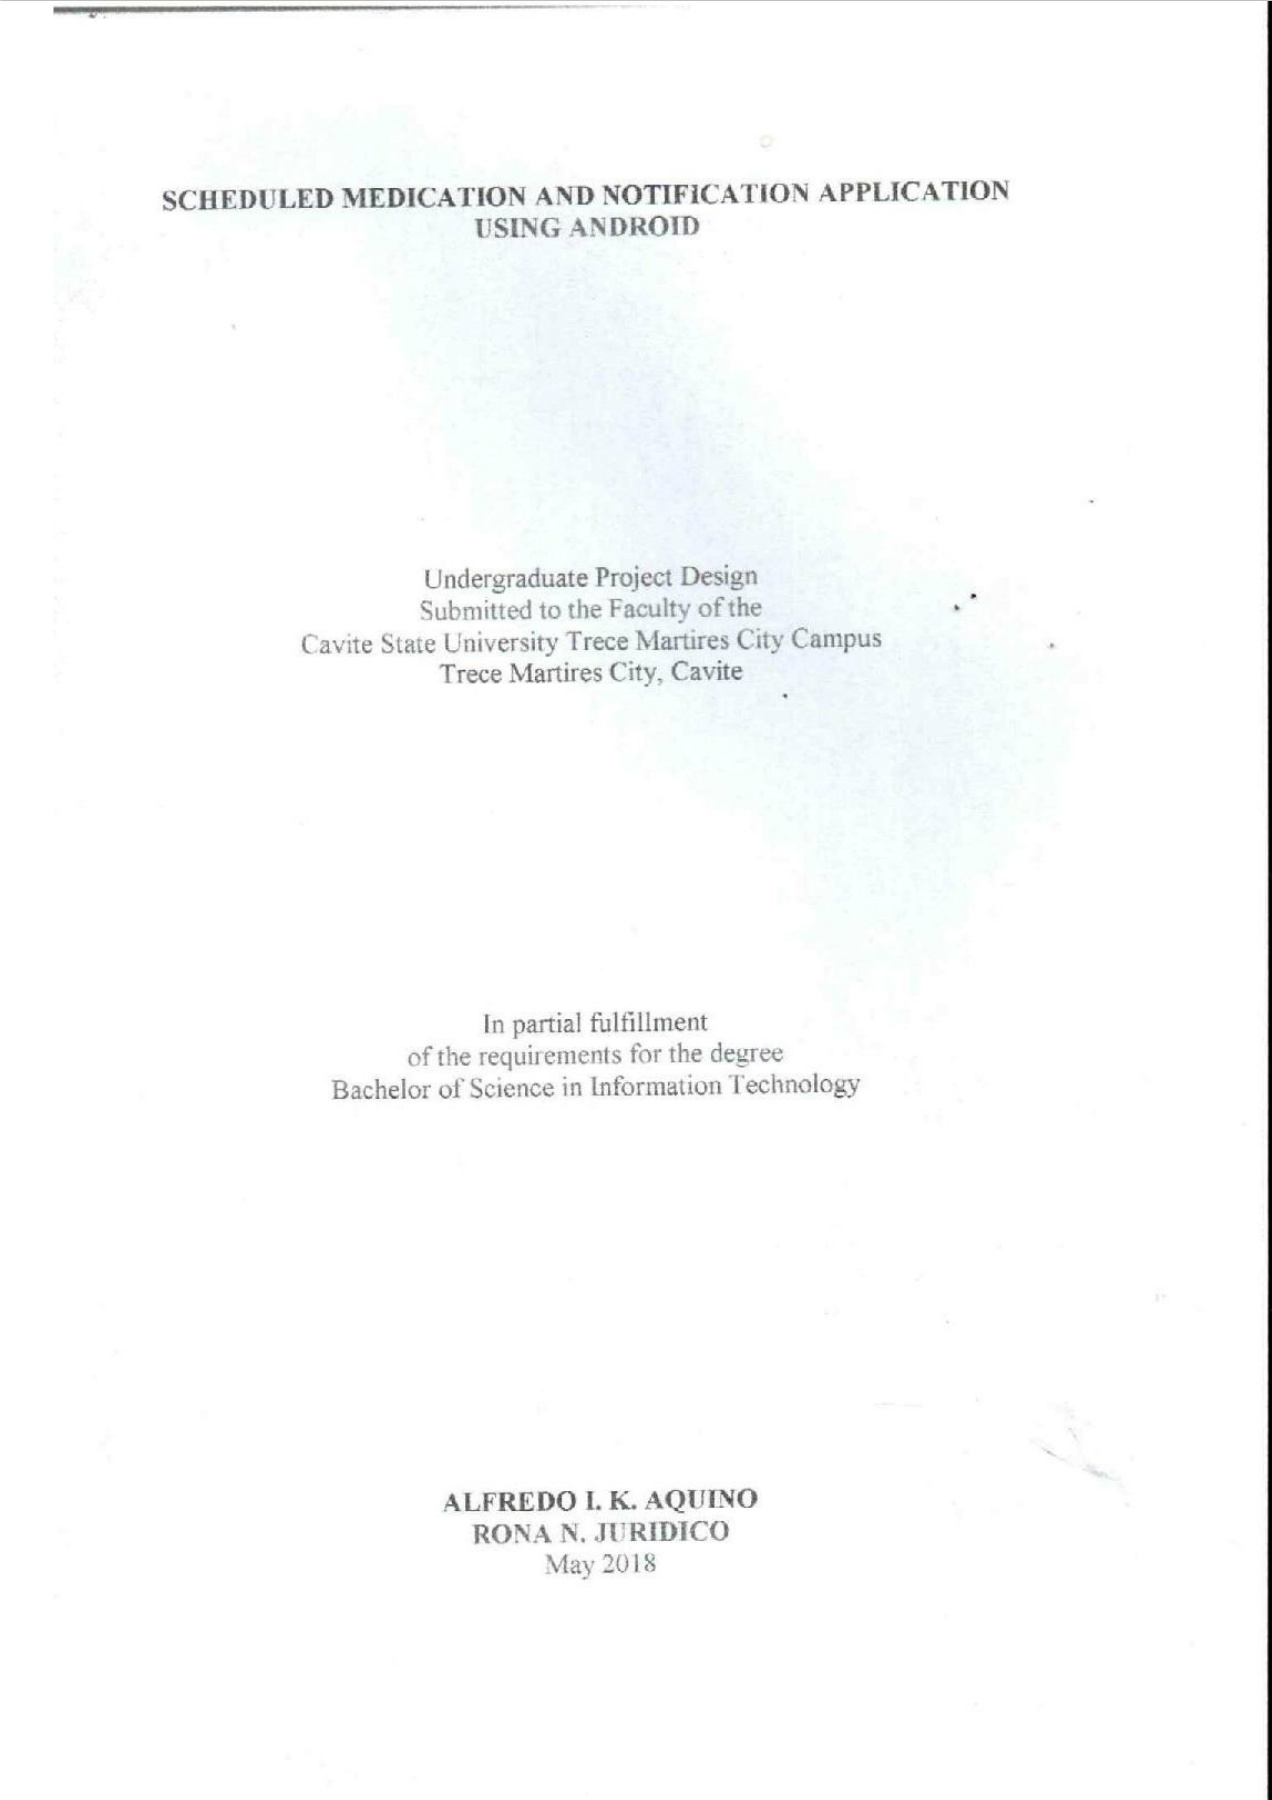 SCHEDULED MEDICATION AND NOTIFICATION APPLICATION
USING ANDROID
Undergraduate Project Design
Submitted to the Faculty of the
Cavite State University Trece Martires City Campus
Trece Martires City, Cavite
In partial fulfillment
of the requirements for the degree
Bachelor of Science in Information Technology
ALFREDO I. K. AQUINO
RONA N. JURIDICO
May 2018